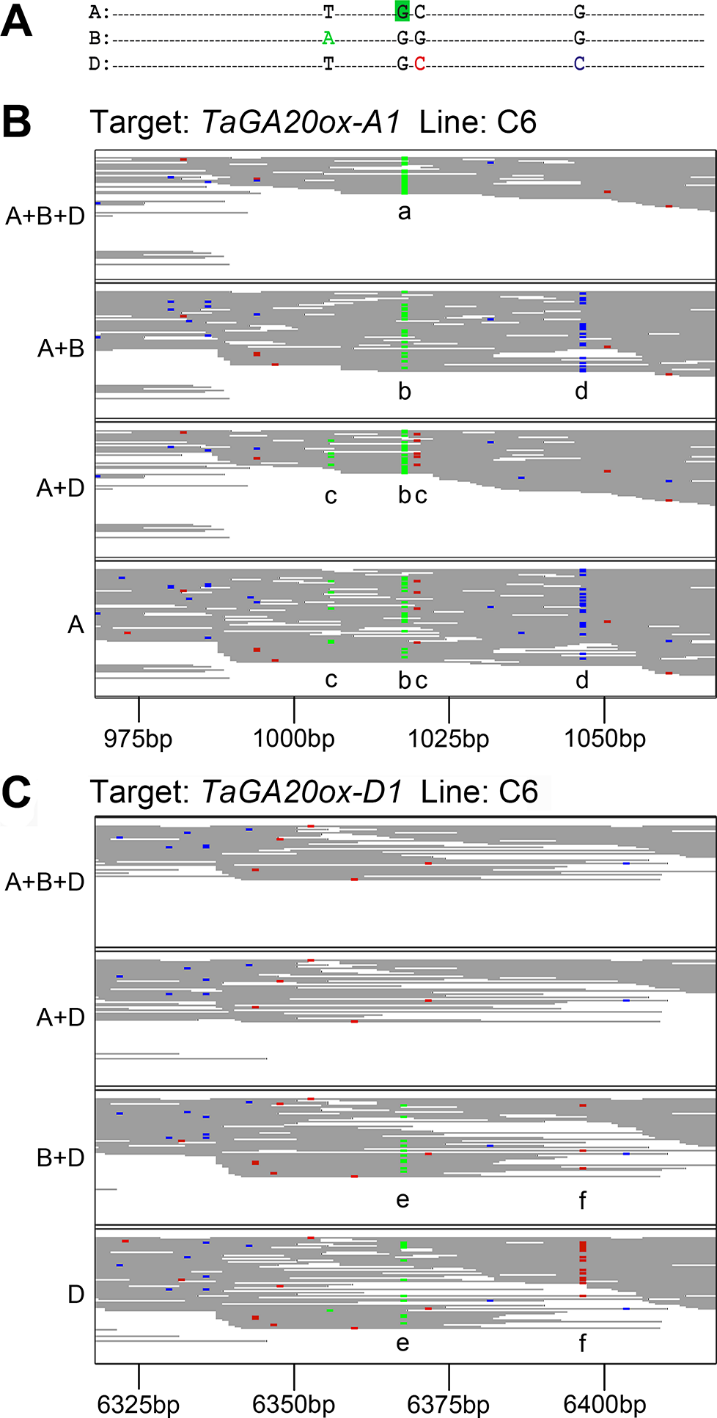 A
A: T G C G
B: A G G G
D: T G C C
B Target: TaGA20ox-A1 Line: C6
A+B+D
a
A+B
b d
A+D
c b c
A
c b c d
975bp 1000bp 1025bp 1050bp
C Target: TaGA20ox-D1 Line: C6
A+B+D
A+D
B+D
e f
D
e f
6325bp 6350bp 6375bp 6400bp